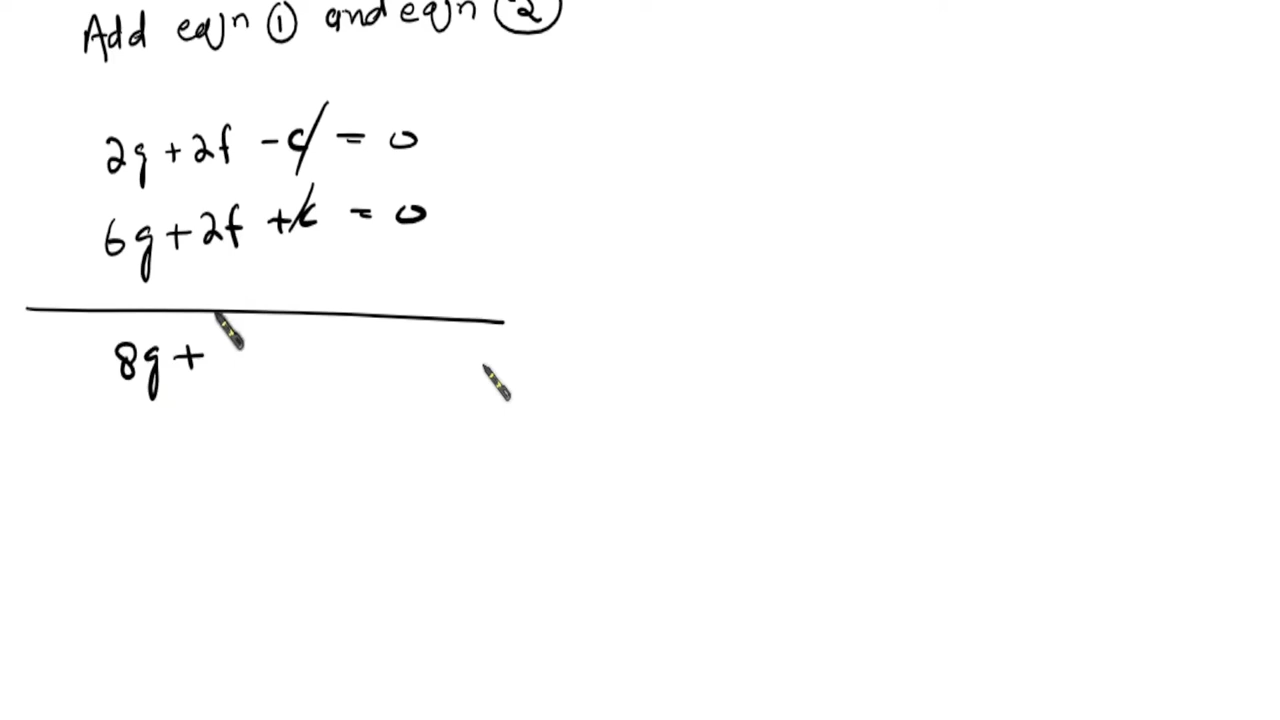 Add eqn ① and eqn ②
2g + 2f - c = 0
6g + 2f + c = 0
8g +